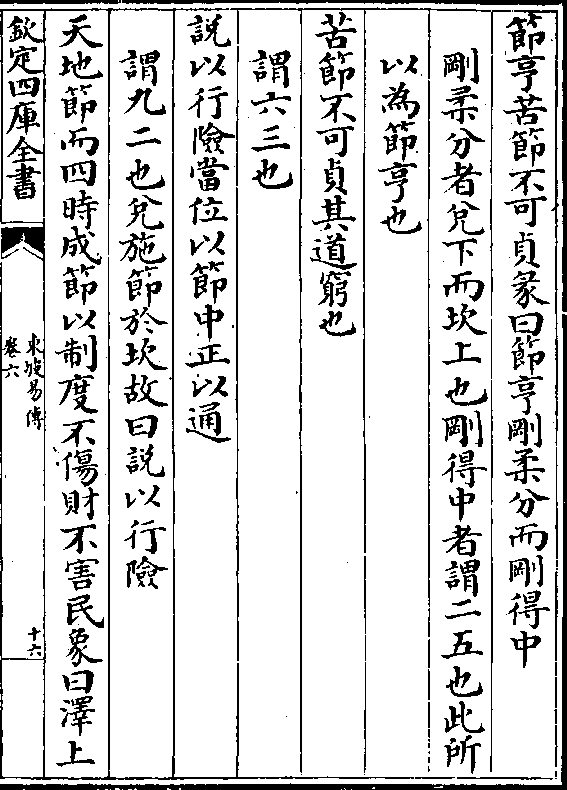 節亨苦節不可貞彖曰節亨剛柔分而剛得中
剛柔分者兌下而坎上也剛得中者謂二五也此所
以為節亨也
苦節不可貞其道窮也
謂六三也
說以行險當位以節中正以通
謂九二也兌施節於坎故曰說以行險
天地節而四時成節以制度不傷財不害民象曰澤上
欽定四庫全書
東坡易傳
卷六
十六